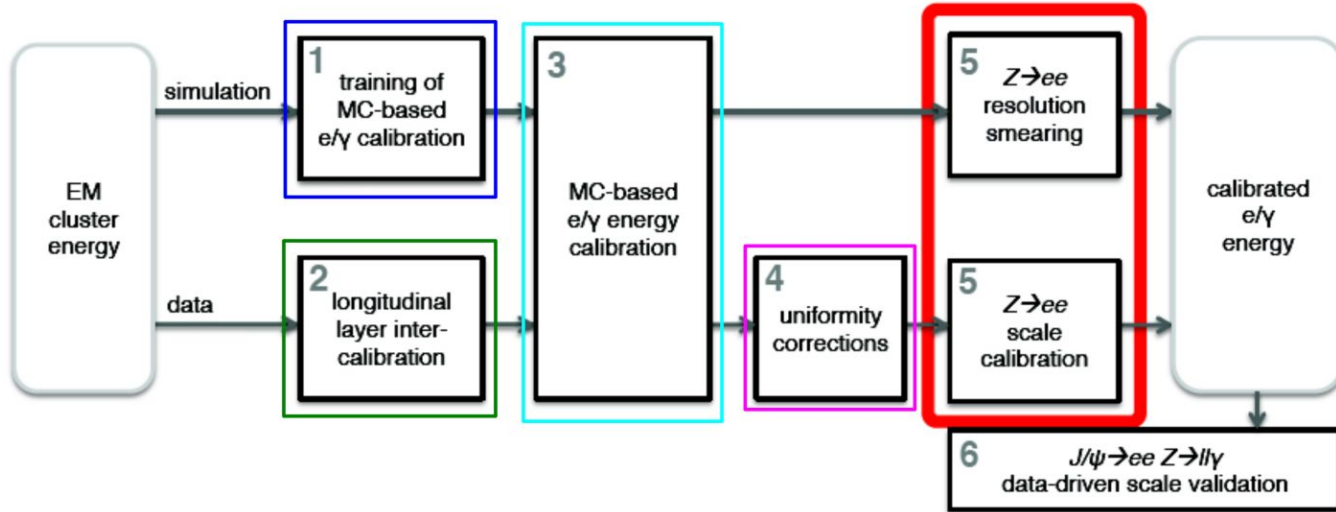 EM
cluster
energy
simulation
data
1
training of
MC-based
e/γ calibration
2
longitudinal
layer inter-
calibration
3
MC-based
e/γ energy
calibration
4
uniformity
corrections
5
Z→ee
resolution
smearing
5
Z→ee
scale
calibration
calibrated
e/γ
energy
6
J/ψ→ee Z→llγ
data-driven scale validation